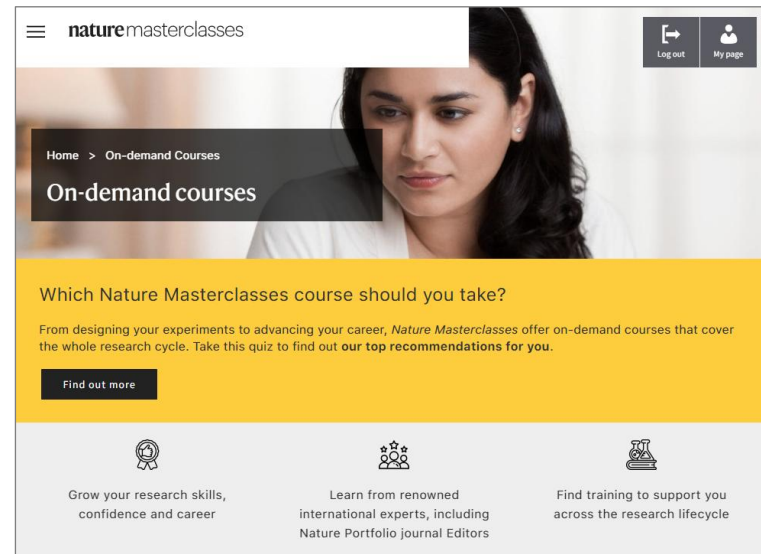 naturemasterclasses
Log out
My page
Home > On-demand Courses
On-demand courses
Which Nature Masterclasses course should you take?
From designing your experiments to advancing your career, Nature Masterclasses offer on-demand courses that cover
the whole research cycle. Take this quiz to find out our top recommendations for you.
Find out more
Grow your research skills,
confidence and career
Learn from renowned
international experts, including
Nature Portfolio journal Editors
Find training to support you
across the research lifecycle